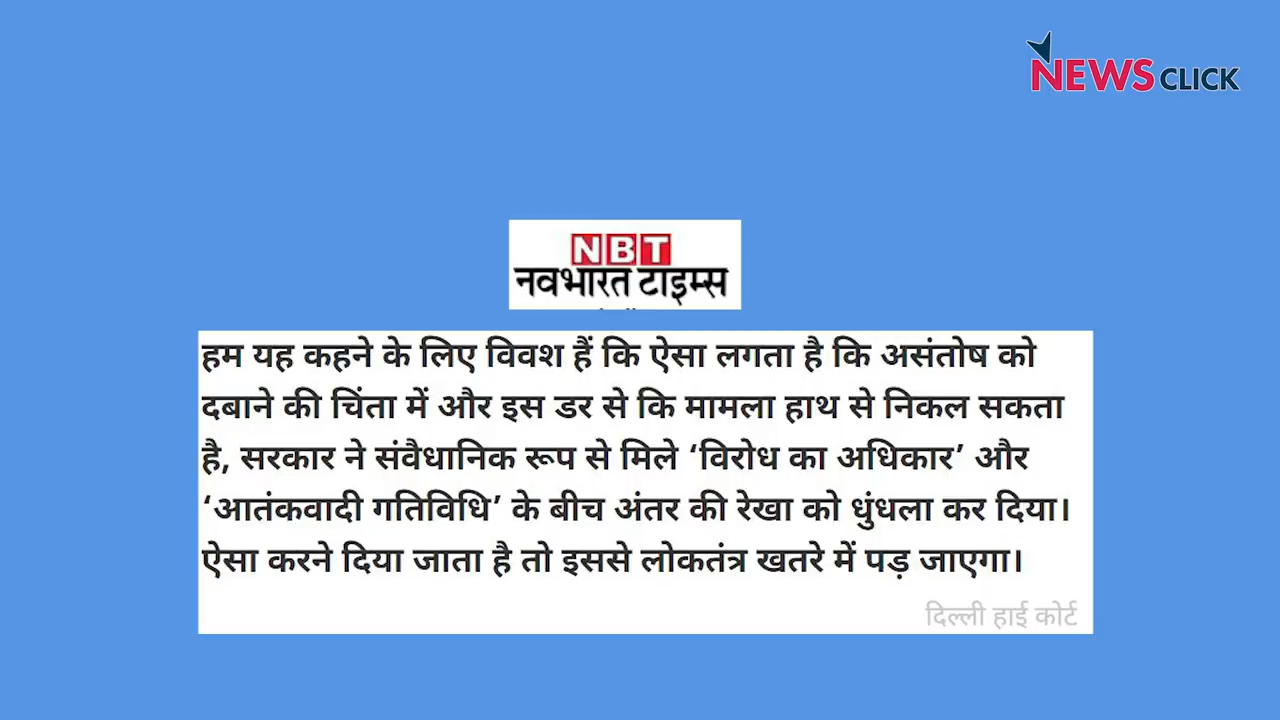 NEWS CLICK
NBT
नवभारत टाइम्स
हम यह कहने के लिए विवश हैं कि ऐसा लगता है कि असंतोष को
दबाने की चिंता में और इस डर से कि मामला हाथ से निकल सकता
है, सरकार ने संवैधानिक रूप से मिले ‘विरोध का अधिकार’ और
‘आतंकवादी गतिविधि’ के बीच अंतर की रेखा को धुंधला कर दिया।
ऐसा करने दिया जाता है तो इससे लोकतंत्र खतरे में पड़ जाएगा।
दिल्ली हाई कोर्ट